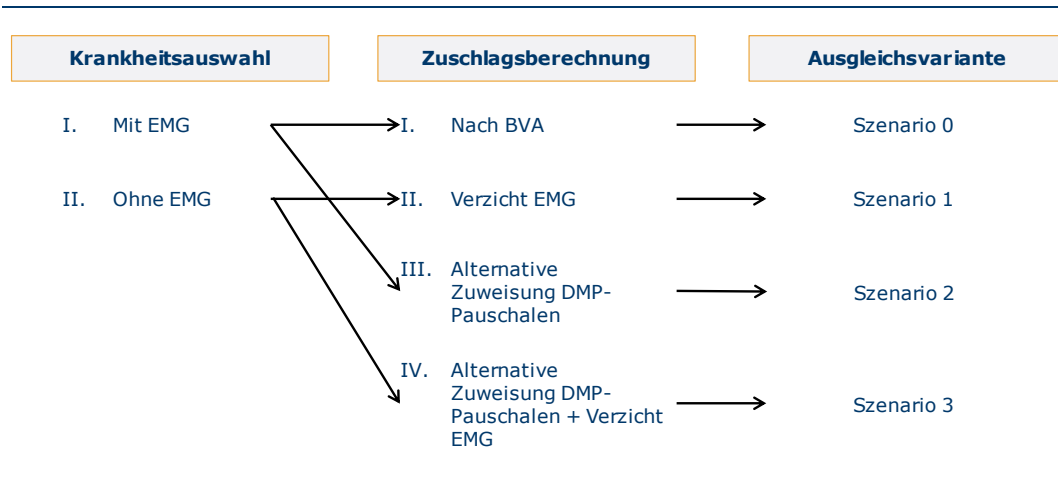 Krankheitsauswahl
Zuschlagsberechnung
Ausgleichsvariante
I. Mit EMG
I. Nach BVA
Szenario 0
II. Ohne EMG
II. Verzicht EMG
Szenario 1
III. Alternative
Zuweisung DMP-
Pauschalen
Szenario 2
IV. Alternative
Zuweisung DMP-
Pauschalen + Verzicht
EMG
Szenario 3